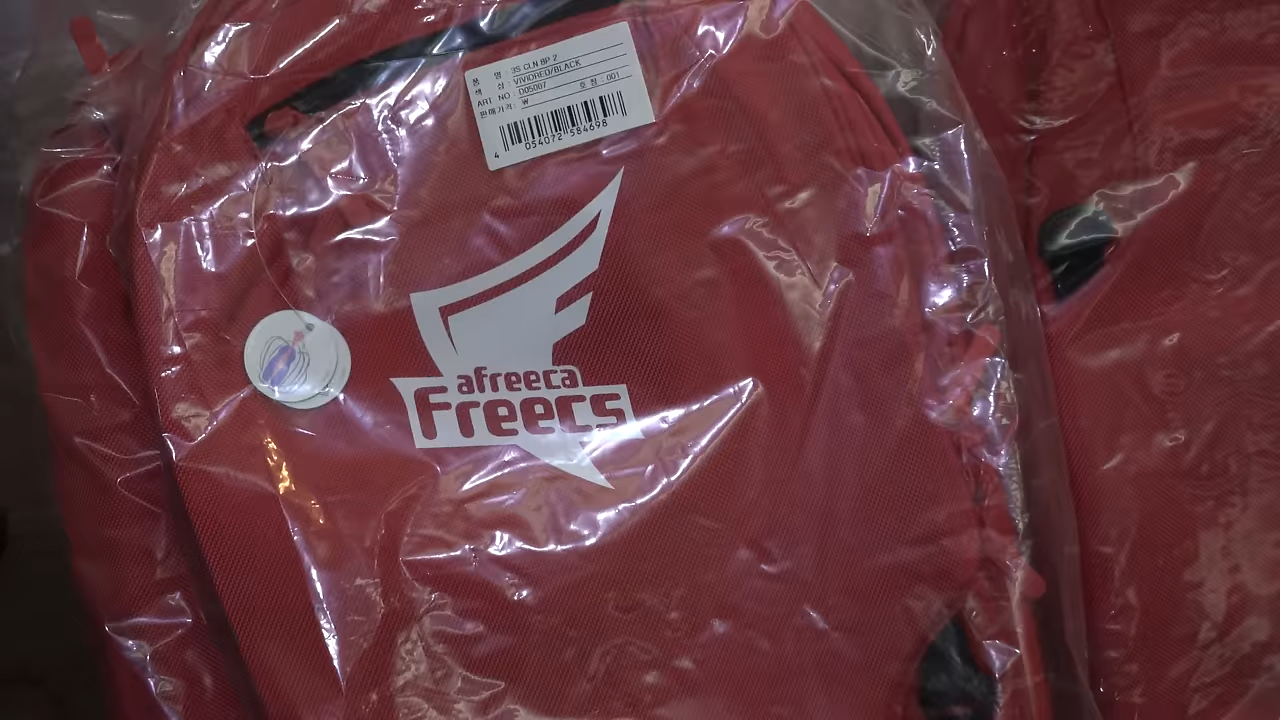 품 명 : 3S CLN BP 2
색 상 : VIVIDRED/BLACK
ART NO : D05007 호 칭 : 001
판매가격 : ₩
4 054072 584698
afreeca
Freecs